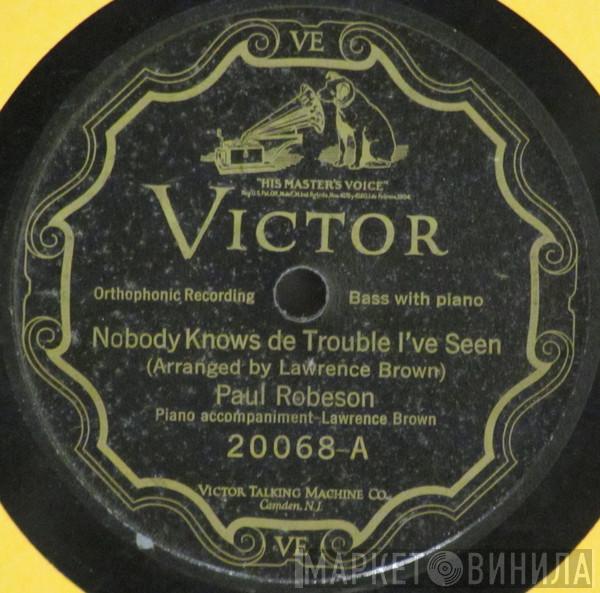 VE
"HIS MASTER'S VOICE"
VICTOR
Orthophonic Recording
Bass with piano
Nobody Knows de Trouble I've Seen
(Arranged by Lawrence Brown)
Paul Robeson
Piano accompaniment-Lawrence Brown
20068-A
VICTOR TALKING MACHINE CO.
Camden, N.J.
VE
МАРКЕТ ВИНИЛА